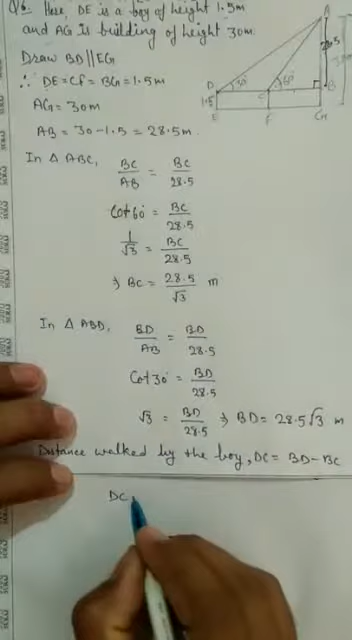 Q6. Here, DE is a boy of height 1.5m
and AG is building of height 30m.
Draw BD||EG
∴ DE = CF = BG = 1.5m
AG = 30m
AB = 30-1.5 = 28.5m.
In △ ABC, BC/AB = BC/28.5
Cot 60° = BC/28.5
1/√3 = BC/28.5
⇒ BC = 28.5/√3 m
In △ ABD, BD/AB = BD/28.5
Cot 30° = BD/28.5
√3 = BD/28.5 ⇒ BD = 28.5√3 m
Distance walked by the boy, DC = BD - BC
DC
A
D 30° 60° B
1.5 C
E F G